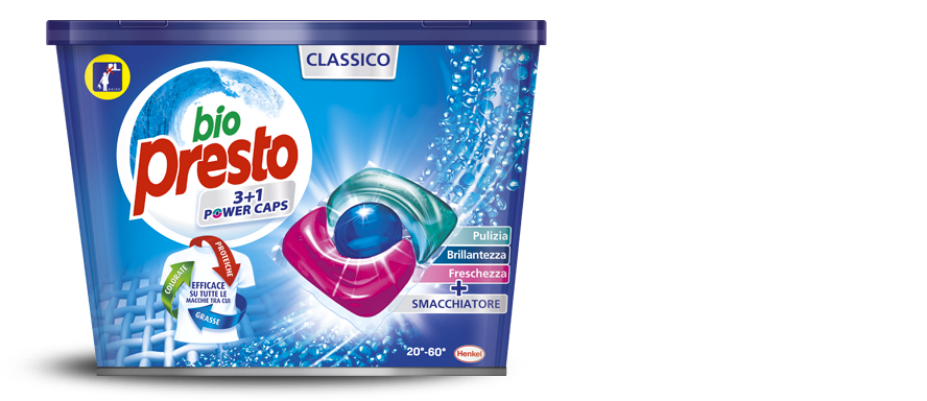 CLASSICO
bio
Presto
3+1
POWER CAPS
Pulizia
Brillantezza
Freschezza
+
SMACCHIATORE
PROTEICHE
COLORATE
EFFICACE
SU TUTTE LE
MACCHIE TRA CUI
GRASSE
20°-60°
Henkel